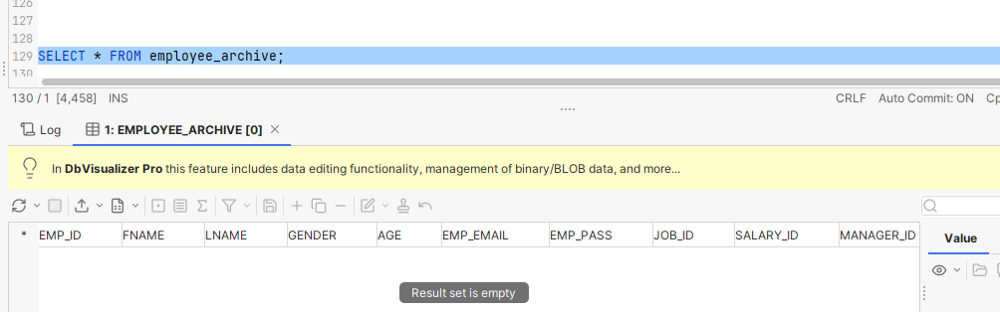 126
127
128
129 SELECT * FROM employee_archive;
130
130 / 1 [4,458] INS CRLF Auto Commit: ON Cp
Log 1: EMPLOYEE_ARCHIVE [0]
In DbVisualizer Pro this feature includes data editing functionality, management of binary/BLOB data, and more...
* EMP_ID FNAME LNAME GENDER AGE EMP_EMAIL EMP_PASS JOB_ID SALARY_ID MANAGER_ID
Value
Result set is empty